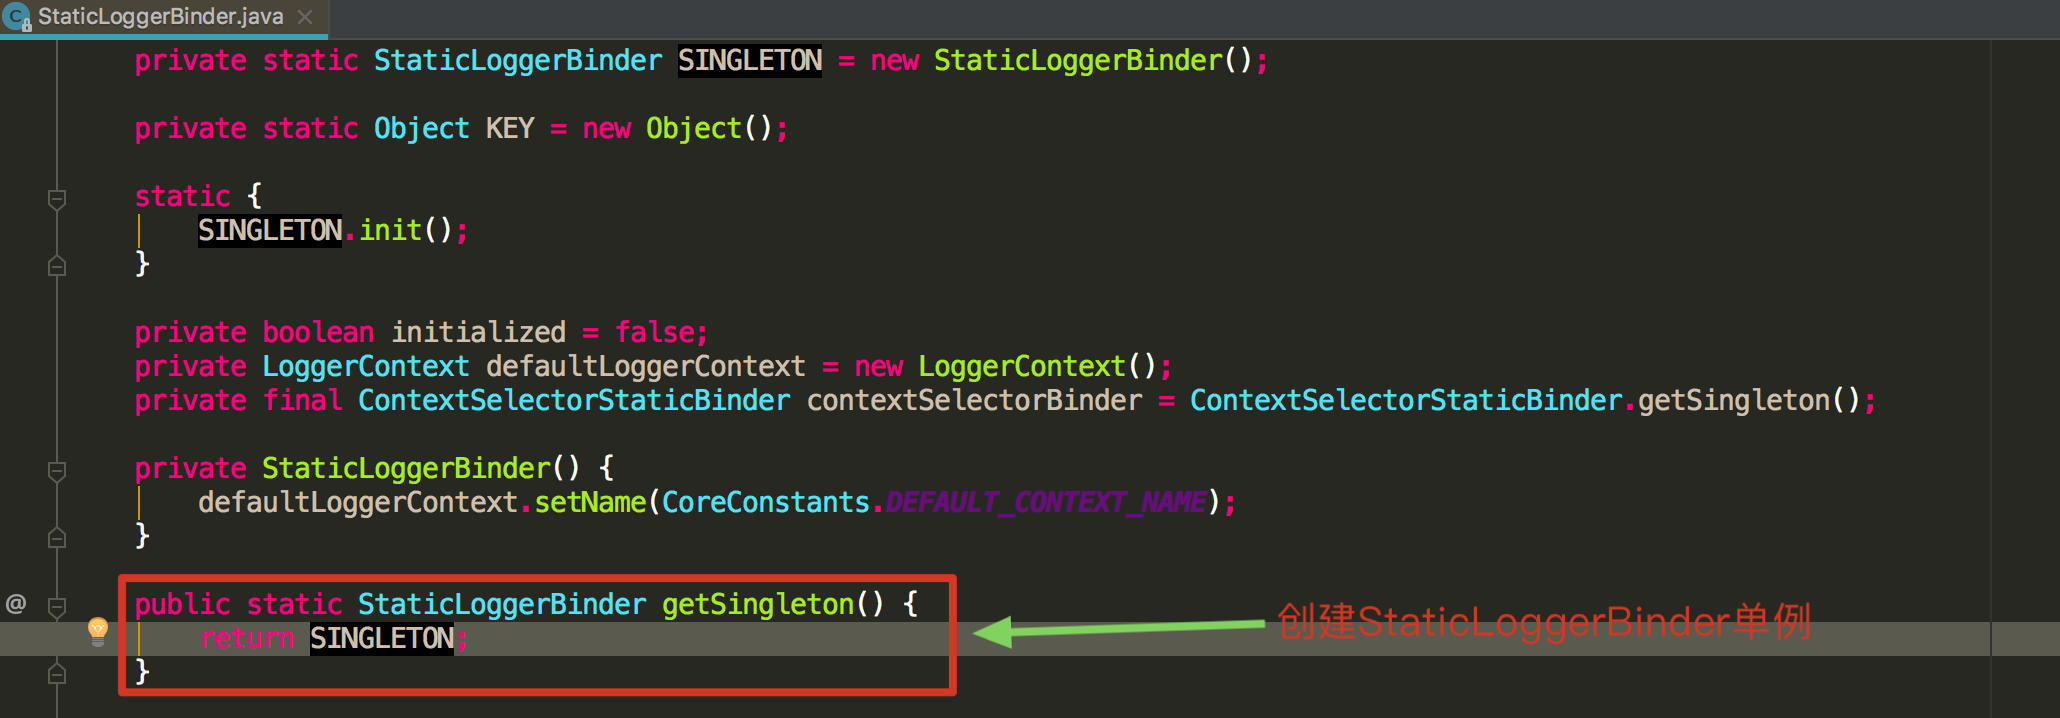 StaticLoggerBinder.java
private static StaticLoggerBinder SINGLETON = new StaticLoggerBinder();
private static Object KEY = new Object();
static {
SINGLETON.init();
}
private boolean initialized = false;
private LoggerContext defaultLoggerContext = new LoggerContext();
private final ContextSelectorStaticBinder contextSelectorBinder = ContextSelectorStaticBinder.getSingleton();
private StaticLoggerBinder() {
defaultLoggerContext.setName(CoreConstants.DEFAULT_CONTEXT_NAME);
}
@ public static StaticLoggerBinder getSingleton() {
return SINGLETON; 创建StaticLoggerBinder单例
}